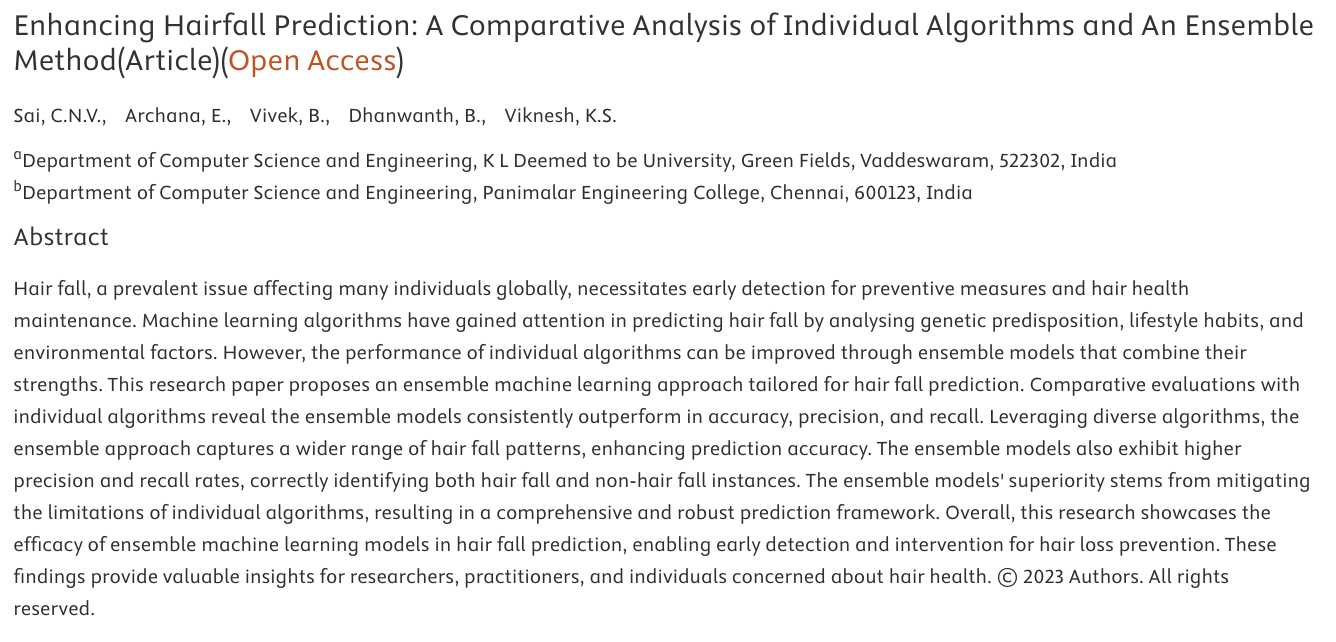 Enhancing Hairfall Prediction: A Comparative Analysis of Individual Algorithms and An Ensemble
Method(Article)(Open Access)
Sai, C.N.V., Archana, E., Vivek, B., Dhanwanth, B., Viknesh, K.S.
aDepartment of Computer Science and Engineering, K L Deemed to be University, Green Fields, Vaddeswaram, 522302, India
bDepartment of Computer Science and Engineering, Panimalar Engineering College, Chennai, 600123, India
Abstract
Hair fall, a prevalent issue affecting many individuals globally, necessitates early detection for preventive measures and hair health
maintenance. Machine learning algorithms have gained attention in predicting hair fall by analysing genetic predisposition, lifestyle habits, and
environmental factors. However, the performance of individual algorithms can be improved through ensemble models that combine their
strengths. This research paper proposes an ensemble machine learning approach tailored for hair fall prediction. Comparative evaluations with
individual algorithms reveal the ensemble models consistently outperform in accuracy, precision, and recall. Leveraging diverse algorithms, the
ensemble approach captures a wider range of hair fall patterns, enhancing prediction accuracy. The ensemble models also exhibit higher
precision and recall rates, correctly identifying both hair fall and non-hair fall instances. The ensemble models' superiority stems from mitigating
the limitations of individual algorithms, resulting in a comprehensive and robust prediction framework. Overall, this research showcases the
efficacy of ensemble machine learning models in hair fall prediction, enabling early detection and intervention for hair loss prevention. These
findings provide valuable insights for researchers, practitioners, and individuals concerned about hair health. © 2023 Authors. All rights
reserved.